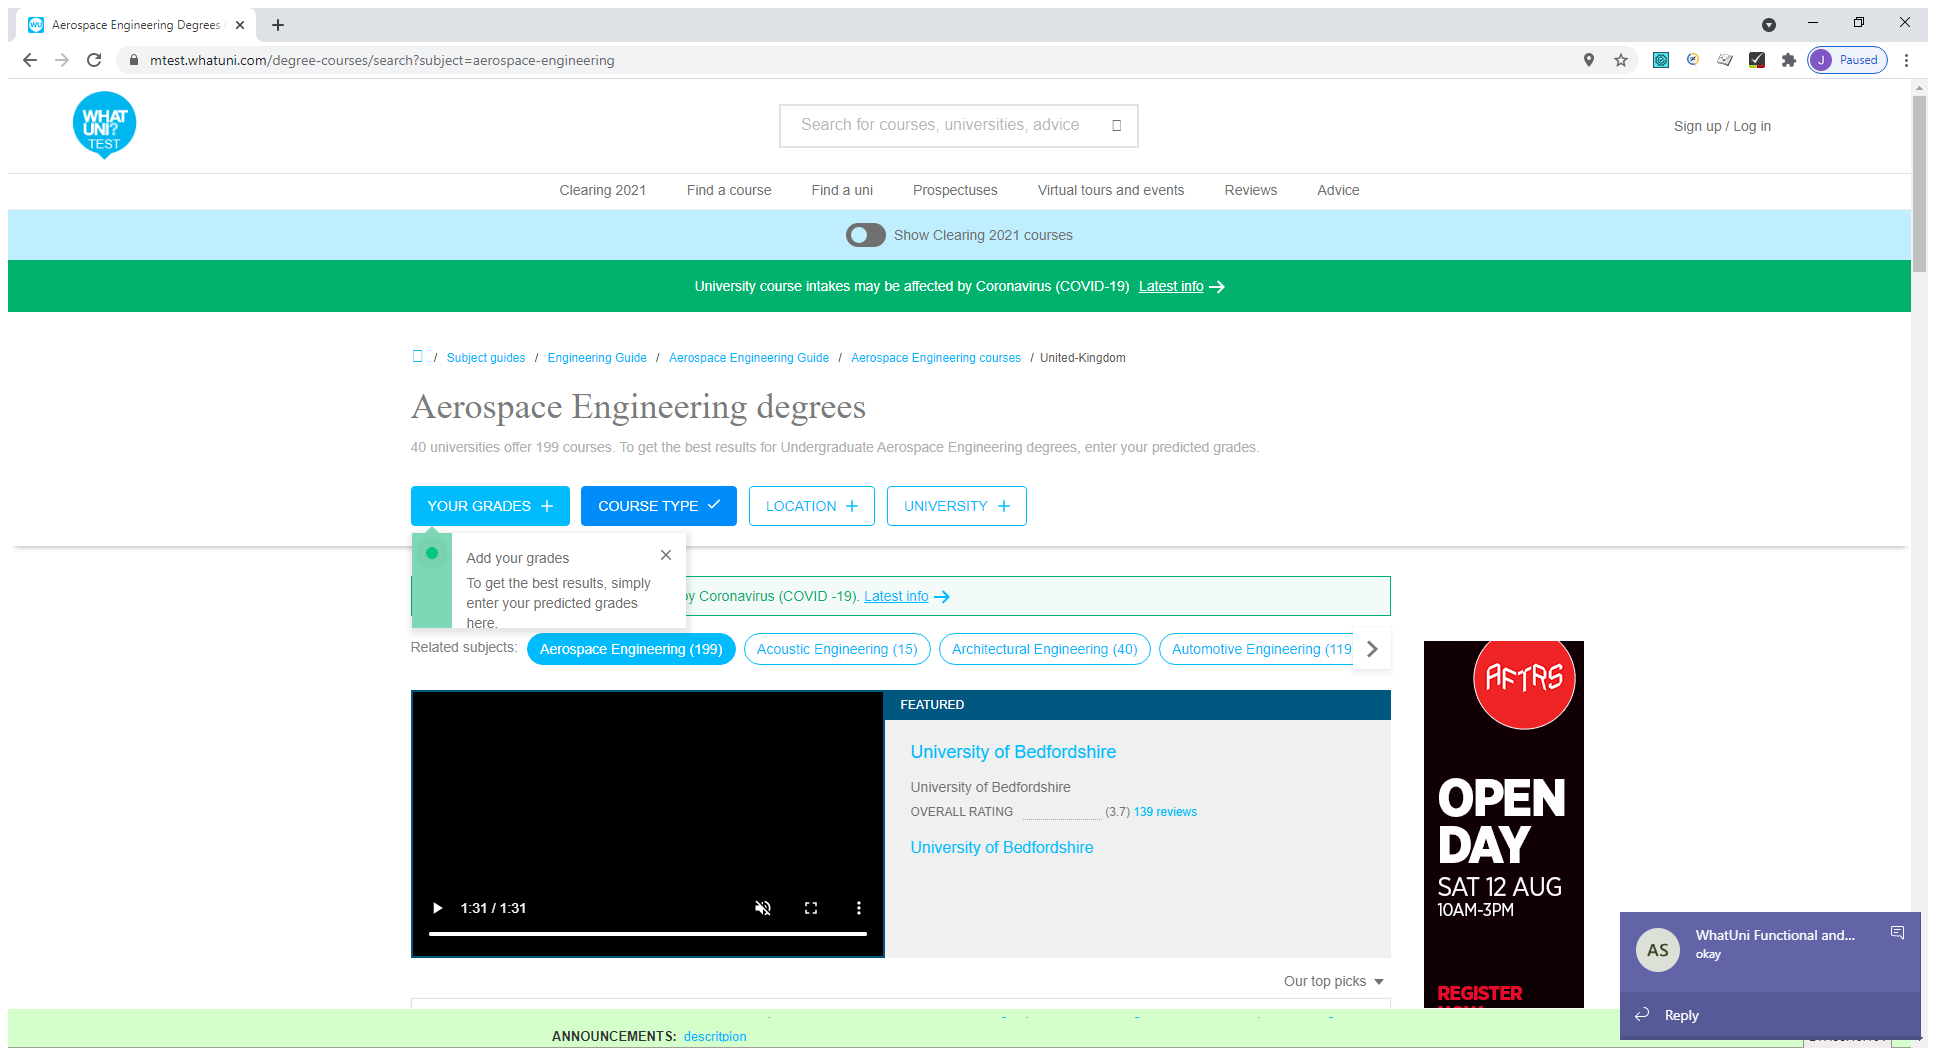 Aerospace Engineering Degrees
mtest.whatuni.com/degree-courses/search?subject=aerospace-engineering
J Paused
WHAT
UNI?
TEST
Search for courses, universities, advice
Sign up / Log in
Clearing 2021 Find a course Find a uni Prospectuses Virtual tours and events Reviews Advice
Show Clearing 2021 courses
University course intakes may be affected by Coronavirus (COVID-19) Latest info
/ Subject guides / Engineering Guide / Aerospace Engineering Guide / Aerospace Engineering courses / United-Kingdom
Aerospace Engineering degrees
40 universities offer 199 courses. To get the best results for Undergraduate Aerospace Engineering degrees, enter your predicted grades.
YOUR GRADES COURSE TYPE LOCATION UNIVERSITY
Add your grades
To get the best results, simply
enter your predicted grades
here.
by Coronavirus (COVID -19). Latest info
Related subjects: Aerospace Engineering (199) Acoustic Engineering (15) Architectural Engineering (40) Automotive Engineering (119
FEATURED
University of Bedfordshire
University of Bedfordshire
OVERALL RATING (3.7) 139 reviews
University of Bedfordshire
1:31 / 1:31
Our top picks
AFTRS
OPEN
DAY
SAT 12 AUG
10AM-3PM
REGISTER
AS
WhatUni Functional and...
okay
Reply
ANNOUNCEMENTS: descritpion